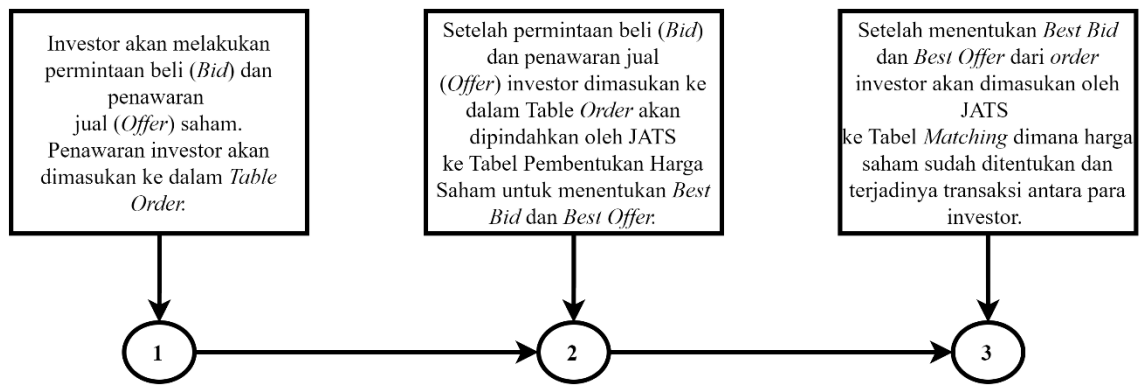 Investor akan melakukan
permintaan beli (Bid) dan
penawaran
jual (Offer) saham.
Penawaran investor akan
dimasukan ke dalam Table
Order.
Setelah permintaan beli (Bid)
dan penawaran jual
(Offer) investor dimasukan ke
dalam Table Order akan
dipindahkan oleh JATS
ke Tabel Pembentukan Harga
Saham untuk menentukan Best
Bid dan Best Offer.
Setelah menentukan Best Bid
dan Best Offer dari order
investor akan dimasukan oleh
JATS
ke Tabel Matching dimana harga
saham sudah ditentukan dan
terjadinya transaksi antara para
investor.
1
2
3